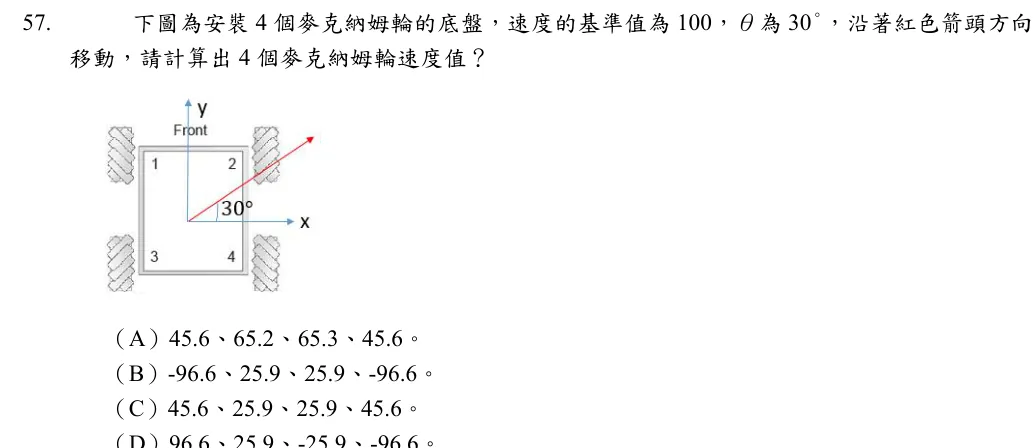 57. 下圖為安裝 4 個麥克納姆輪的底盤，速度的基準值為 100，θ為 30°，沿著紅色箭頭方向
移動，請計算出 4 個麥克納姆輪速度值？
y
Front
1 2
30°
x
3 4
（A）45.6、65.2、65.3、45.6。
（B）-96.6、25.9、25.9、-96.6。
（C）45.6、25.9、25.9、45.6。
（D）96.6、25.9、-25.9、-96.6。